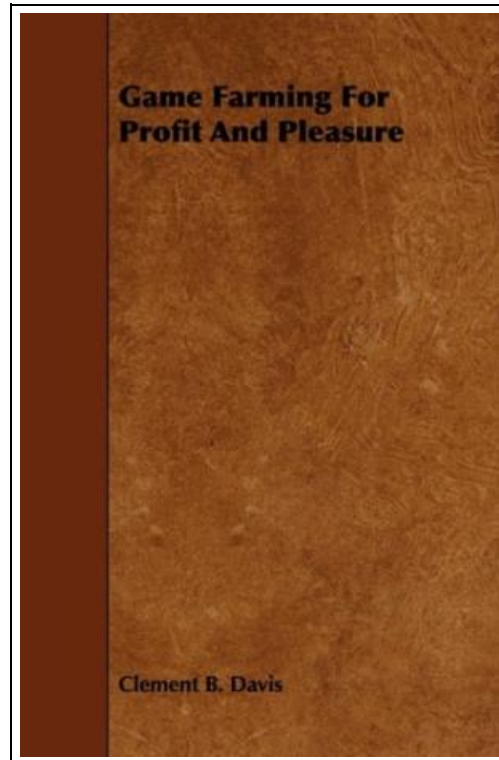 Game Farming For
Profit And Pleasure
Clement B. Davis